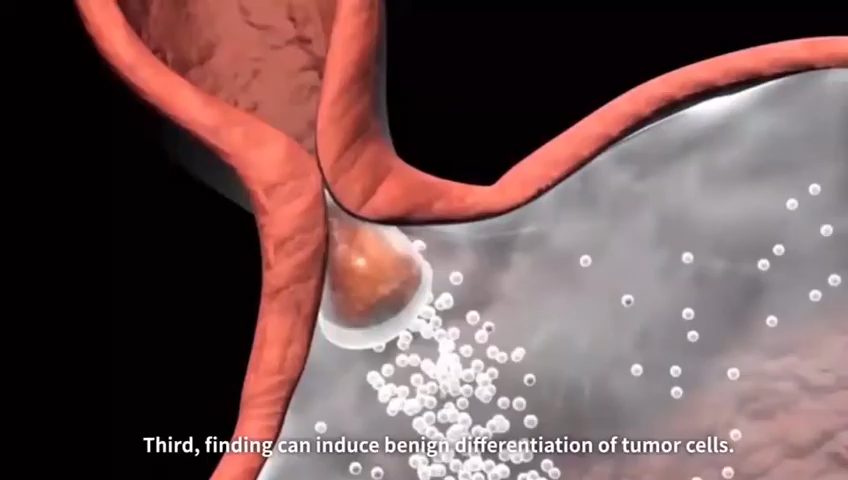 Third, finding can induce benign differentiation of tumor cells.